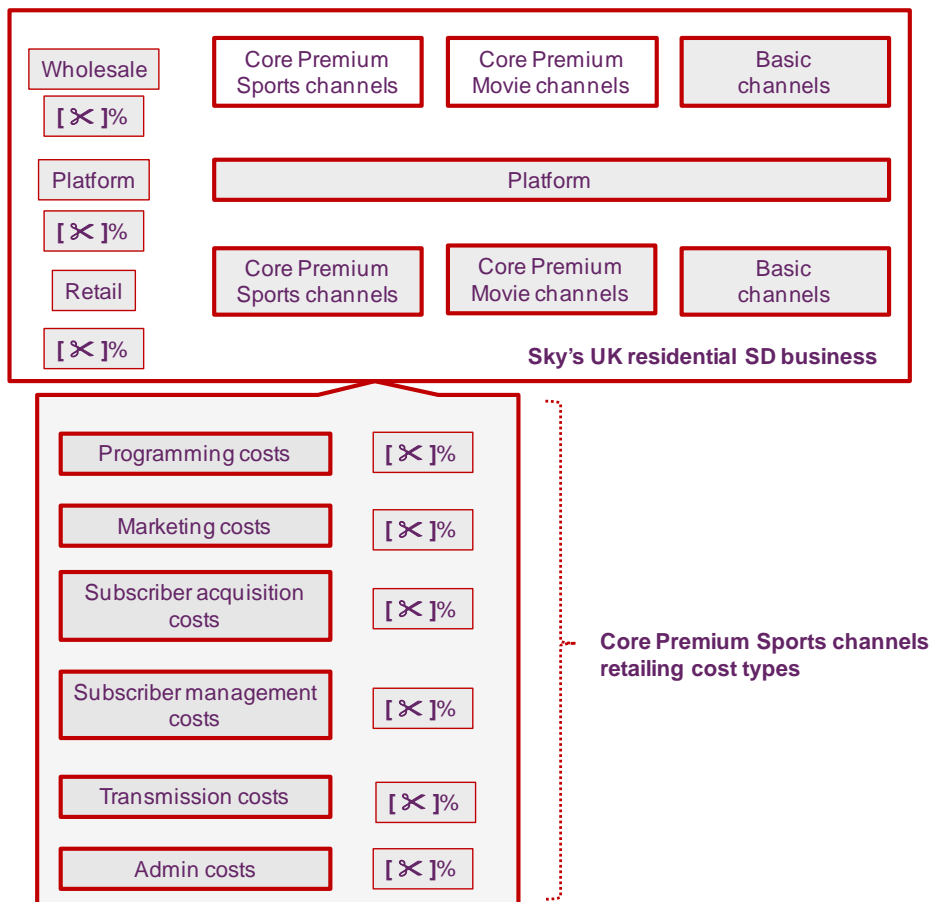 Wholesale
Core Premium
Sports channels
Core Premium
Movie channels
Basic
channels
[ ✂ ]%
Platform
Platform
[ ✂ ]%
Retail
Core Premium
Sports channels
Core Premium
Movie channels
Basic
channels
[ ✂ ]%
Sky's UK residential SD business
Programming costs
[ ✂ ]%
Marketing costs
[ ✂ ]%
Subscriber acquisition
costs
[ ✂ ]%
Core Premium Sports channels
retailing cost types
Subscriber management
costs
[ ✂ ]%
Transmission costs
[ ✂ ]%
Admin costs
[ ✂ ]%